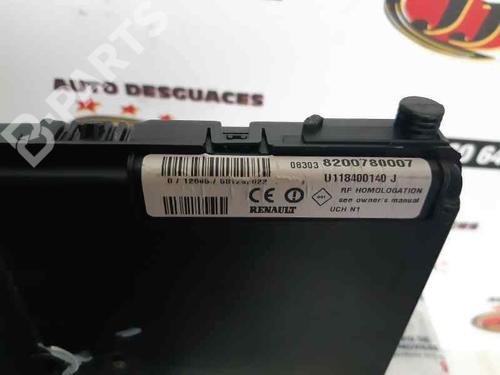 B-PARTS
AUTO DESGUACES
08303 8200780007
U118400140 J
CE
RF HOMOLOGATION
see owner's manual
RENAULT
UCH N1